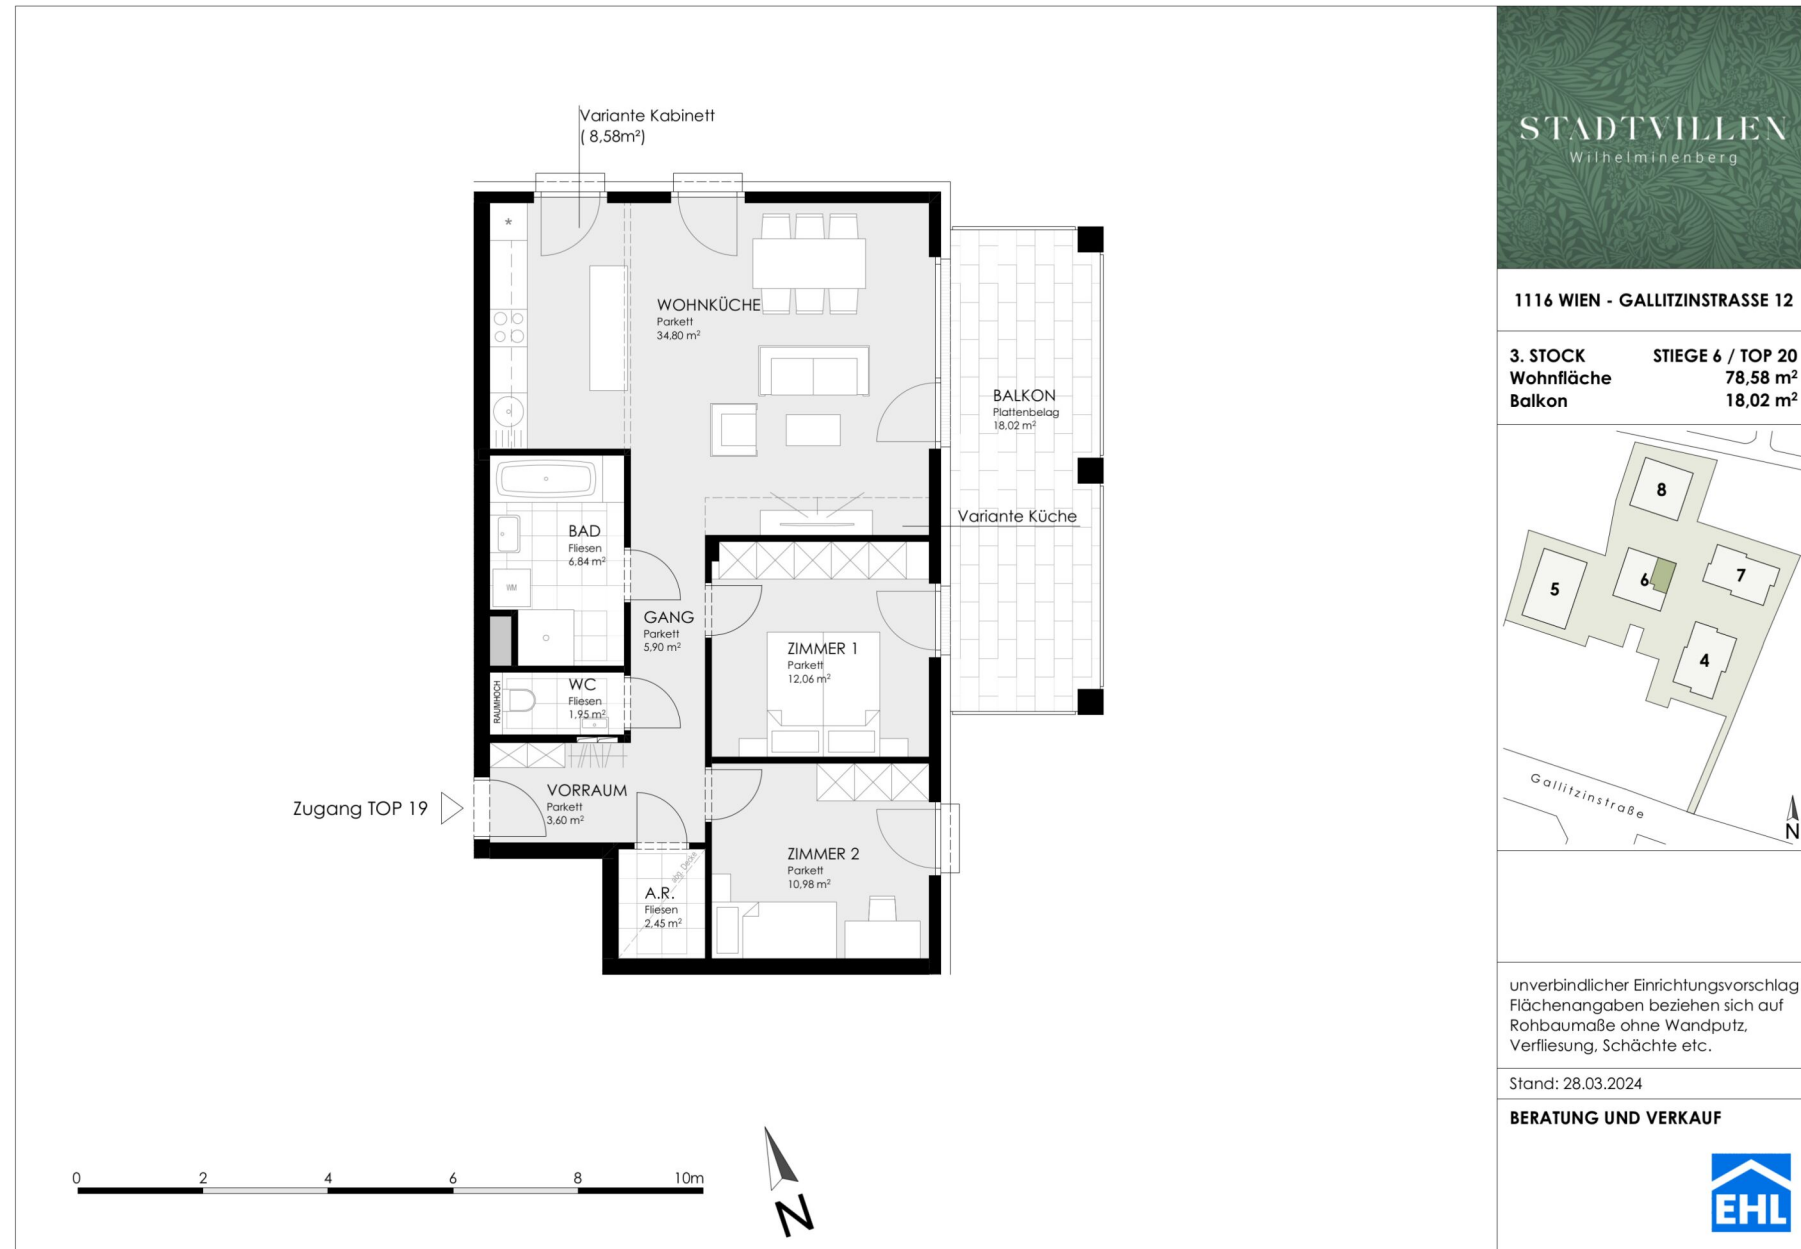 Variante Kabinett
( 8,58m²)
*
WOHNKÜCHE
Parkett
34,80 m²
BALKON
Plattenbelag
18,02 m²
Variante Küche
BAD
Fliesen
6,84 m²
WM
GANG
Parkett
5,90 m²
ZIMMER 1
Parkett
12,06 m²
RAUMHOCH
WC
Fliesen
1,95 m²
Zugang TOP 19
VORRAUM
Parkett
3,60 m²
ZIMMER 2
Parkett
10,98 m²
abg. Decke
A.R.
Fliesen
2,45 m²
0 2 4 6 8 10m
N
STADTVILLEN
Wilhelminenberg
1116 WIEN - GALLITZINSTRASSE 12
3. STOCK STIEGE 6 / TOP 20
Wohnfläche 78,58 m²
Balkon 18,02 m²
8
5
6
7
4
Gallitzinstraße
N
unverbindlicher Einrichtungsvorschlag
Flächenangaben beziehen sich auf
Rohbaumaße ohne Wandputz,
Verfliesung, Schächte etc.
Stand: 28.03.2024
BERATUNG UND VERKAUF
EHL